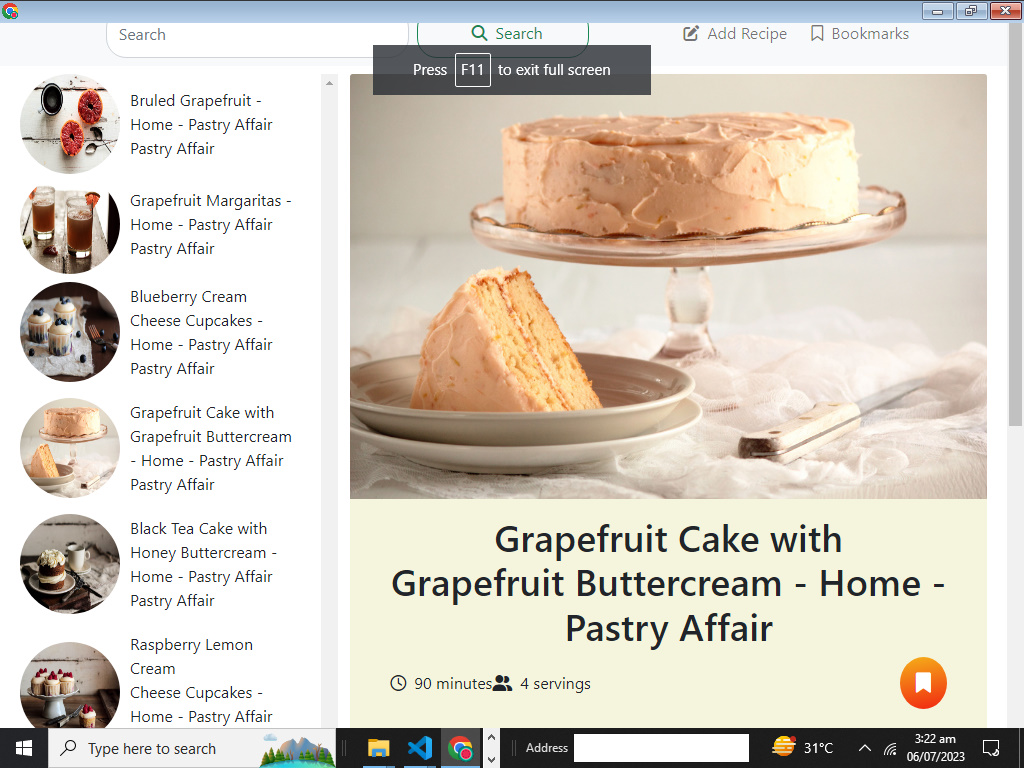 Search
Search
Add Recipe
Bookmarks
Press F11 to exit full screen
Bruled Grapefruit -
Home - Pastry Affair
Pastry Affair
Grapefruit Margaritas -
Home - Pastry Affair
Pastry Affair
Blueberry Cream
Cheese Cupcakes -
Home - Pastry Affair
Pastry Affair
Grapefruit Cake with
Grapefruit Buttercream
- Home - Pastry Affair
Pastry Affair
Black Tea Cake with
Honey Buttercream -
Home - Pastry Affair
Pastry Affair
Raspberry Lemon
Cream
Cheese Cupcakes -
Home - Pastry Affair
Grapefruit Cake with
Grapefruit Buttercream - Home -
Pastry Affair
90 minutes
4 servings
Type here to search
Address
31°C
3:22 am
06/07/2023